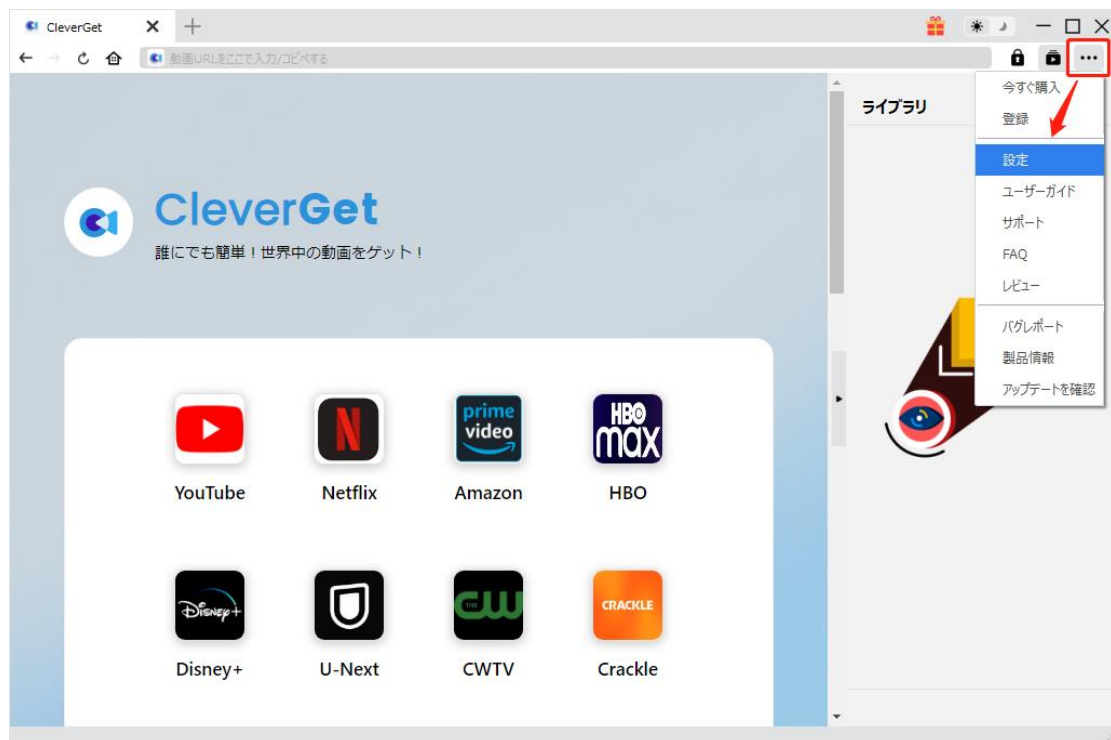 CleverGet
動画URLをここで入力/コピペする
今すぐ購入
ライブラリ
登録
設定
ユーザーガイド
サポート
FAQ
レビュー
バグレポート
製品情報
アップデートを確認
CleverGet
誰にでも簡単！世界中の動画をゲット！
prime
video
HBO
max
YouTube
Netflix
Amazon
HBO
Disney+
THE
CW
CRACKLE
Disney+
U-Next
CWTV
Crackle